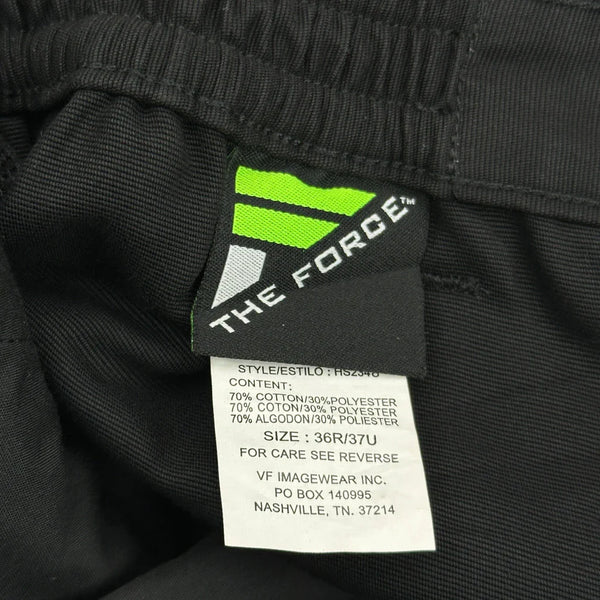 THE FORCE™
STYLE/ESTILO : HS2340
CONTENT:
70% COTTON/30%POLYESTER
70% COTON/30% POLYESTER
70% ALGODON/30% POLIESTER
SIZE : 36R/37U
FOR CARE SEE REVERSE
VF IMAGEWEAR INC.
PO BOX 140995
NASHVILLE, TN. 37214